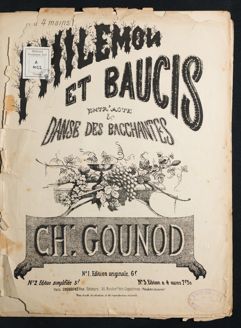 4 mains
PHILEMON
ET BAUCIS
ENTR'ACTE
&
DANSE DES BACCHANTES
CH. GOUNOD
N°1. Edition originale, 6f
N°2 Edition simplifiée 5f
N°3 Edition à 4 mains 7f50